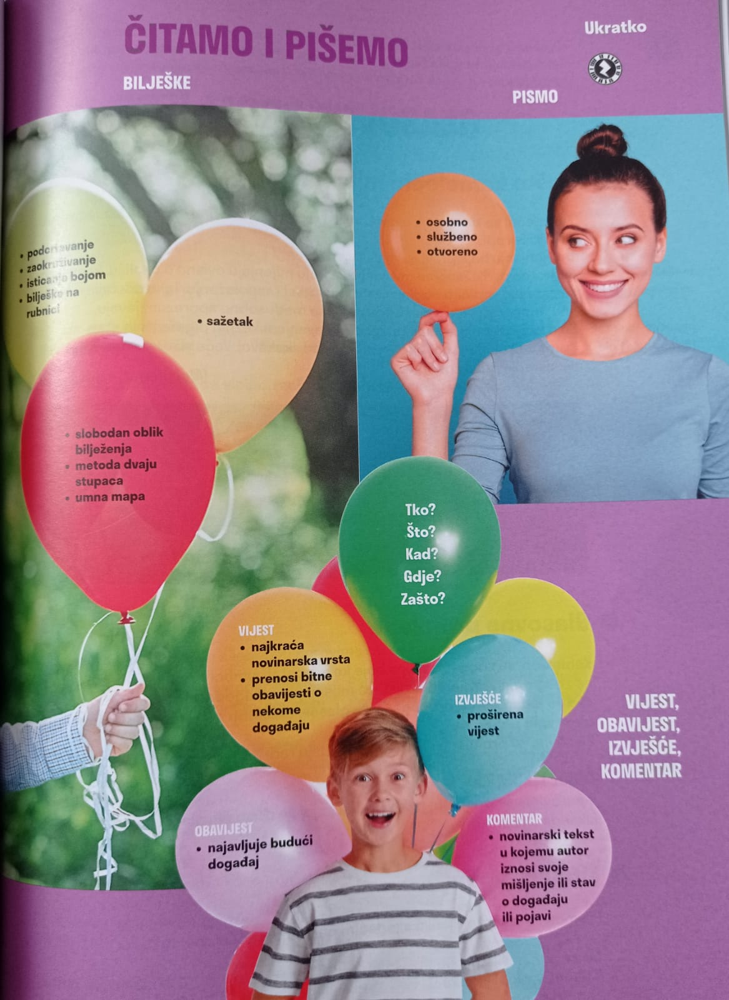 ČITAMO I PIŠEMO
Ukratko
BILJEŠKE
• podcrtavanje
• zaokruživanje
• isticanje bojom
• bilješke na
rubnici
• sažetak
• slobodan oblik
bilježenja
• metoda dvaju
stupaca
• umna mapa
PISMO
• osobno
• službeno
• otvoreno
Tko?
Što?
Kad?
Gdje?
Zašto?
VIJEST
• najkraća
novinarska vrsta
• prenosi bitne
obavijesti o
nekome
događaju
IZVJEŠĆE
• proširena
vijest
VIJEST,
OBAVIJEST,
IZVJEŠĆE,
KOMENTAR
OBAVIJEST
• najavljuje budući
događaj
KOMENTAR
• novinarski tekst
u kojemu autor
iznosi svoje
mišljenje ili stav
o događaju
ili pojavi